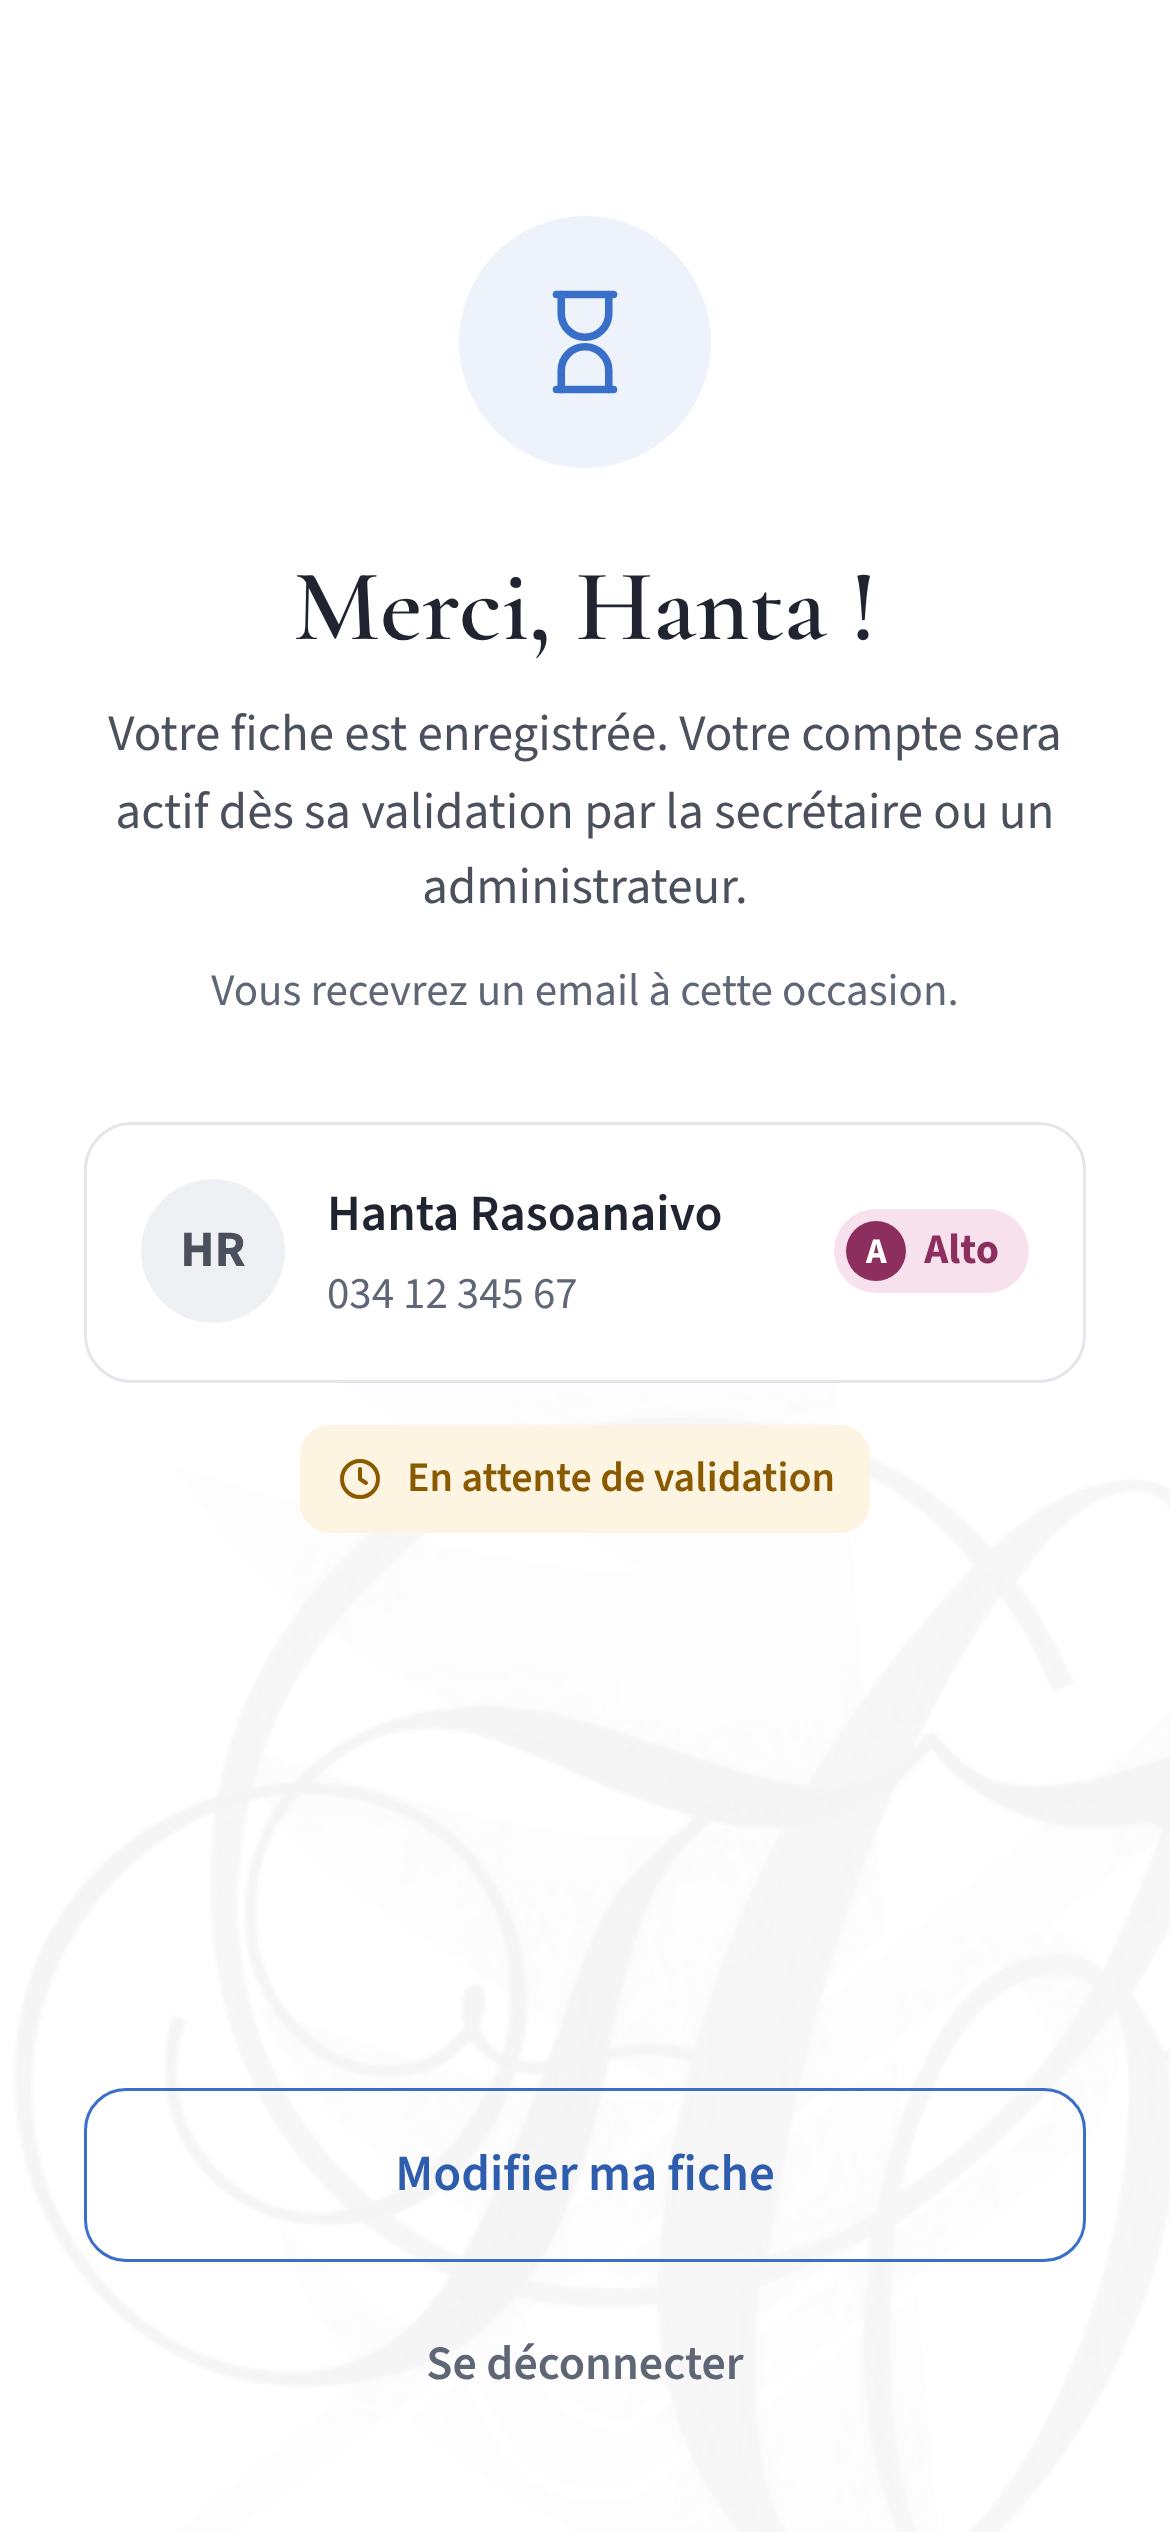 Merci, Hanta !
Votre fiche est enregistrée. Votre compte sera
actif dès sa validation par la secrétaire ou un
administrateur.
Vous recevrez un email à cette occasion.
HR
Hanta Rasoanaivo
034 12 345 67
A Alto
En attente de validation
Modifier ma fiche
Se déconnecter